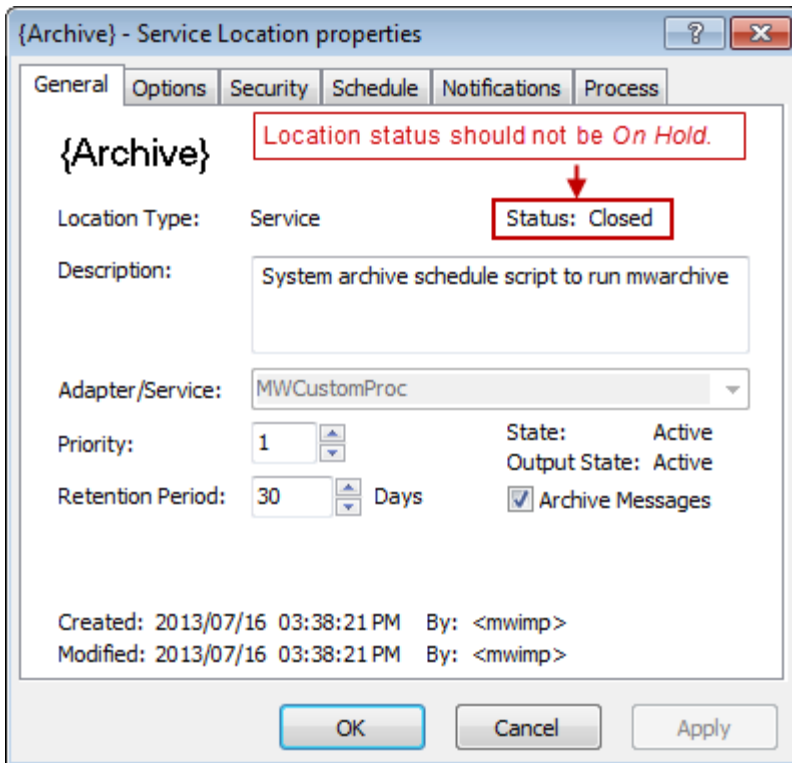 {Archive} - Service Location properties
General Options Security Schedule Notifications Process
{Archive}
Location status should not be On Hold.
Location Type: Service Status: Closed
Description: System archive schedule script to run mwarchive
Adapter/Service: MWCustomProc
Priority: 1 State: Active
Output State: Active
Retention Period: 30 Days Archive Messages
Created: 2013/07/16 03:38:21 PM By: <mwimp>
Modified: 2013/07/16 03:38:21 PM By: <mwimp>
OK Cancel Apply